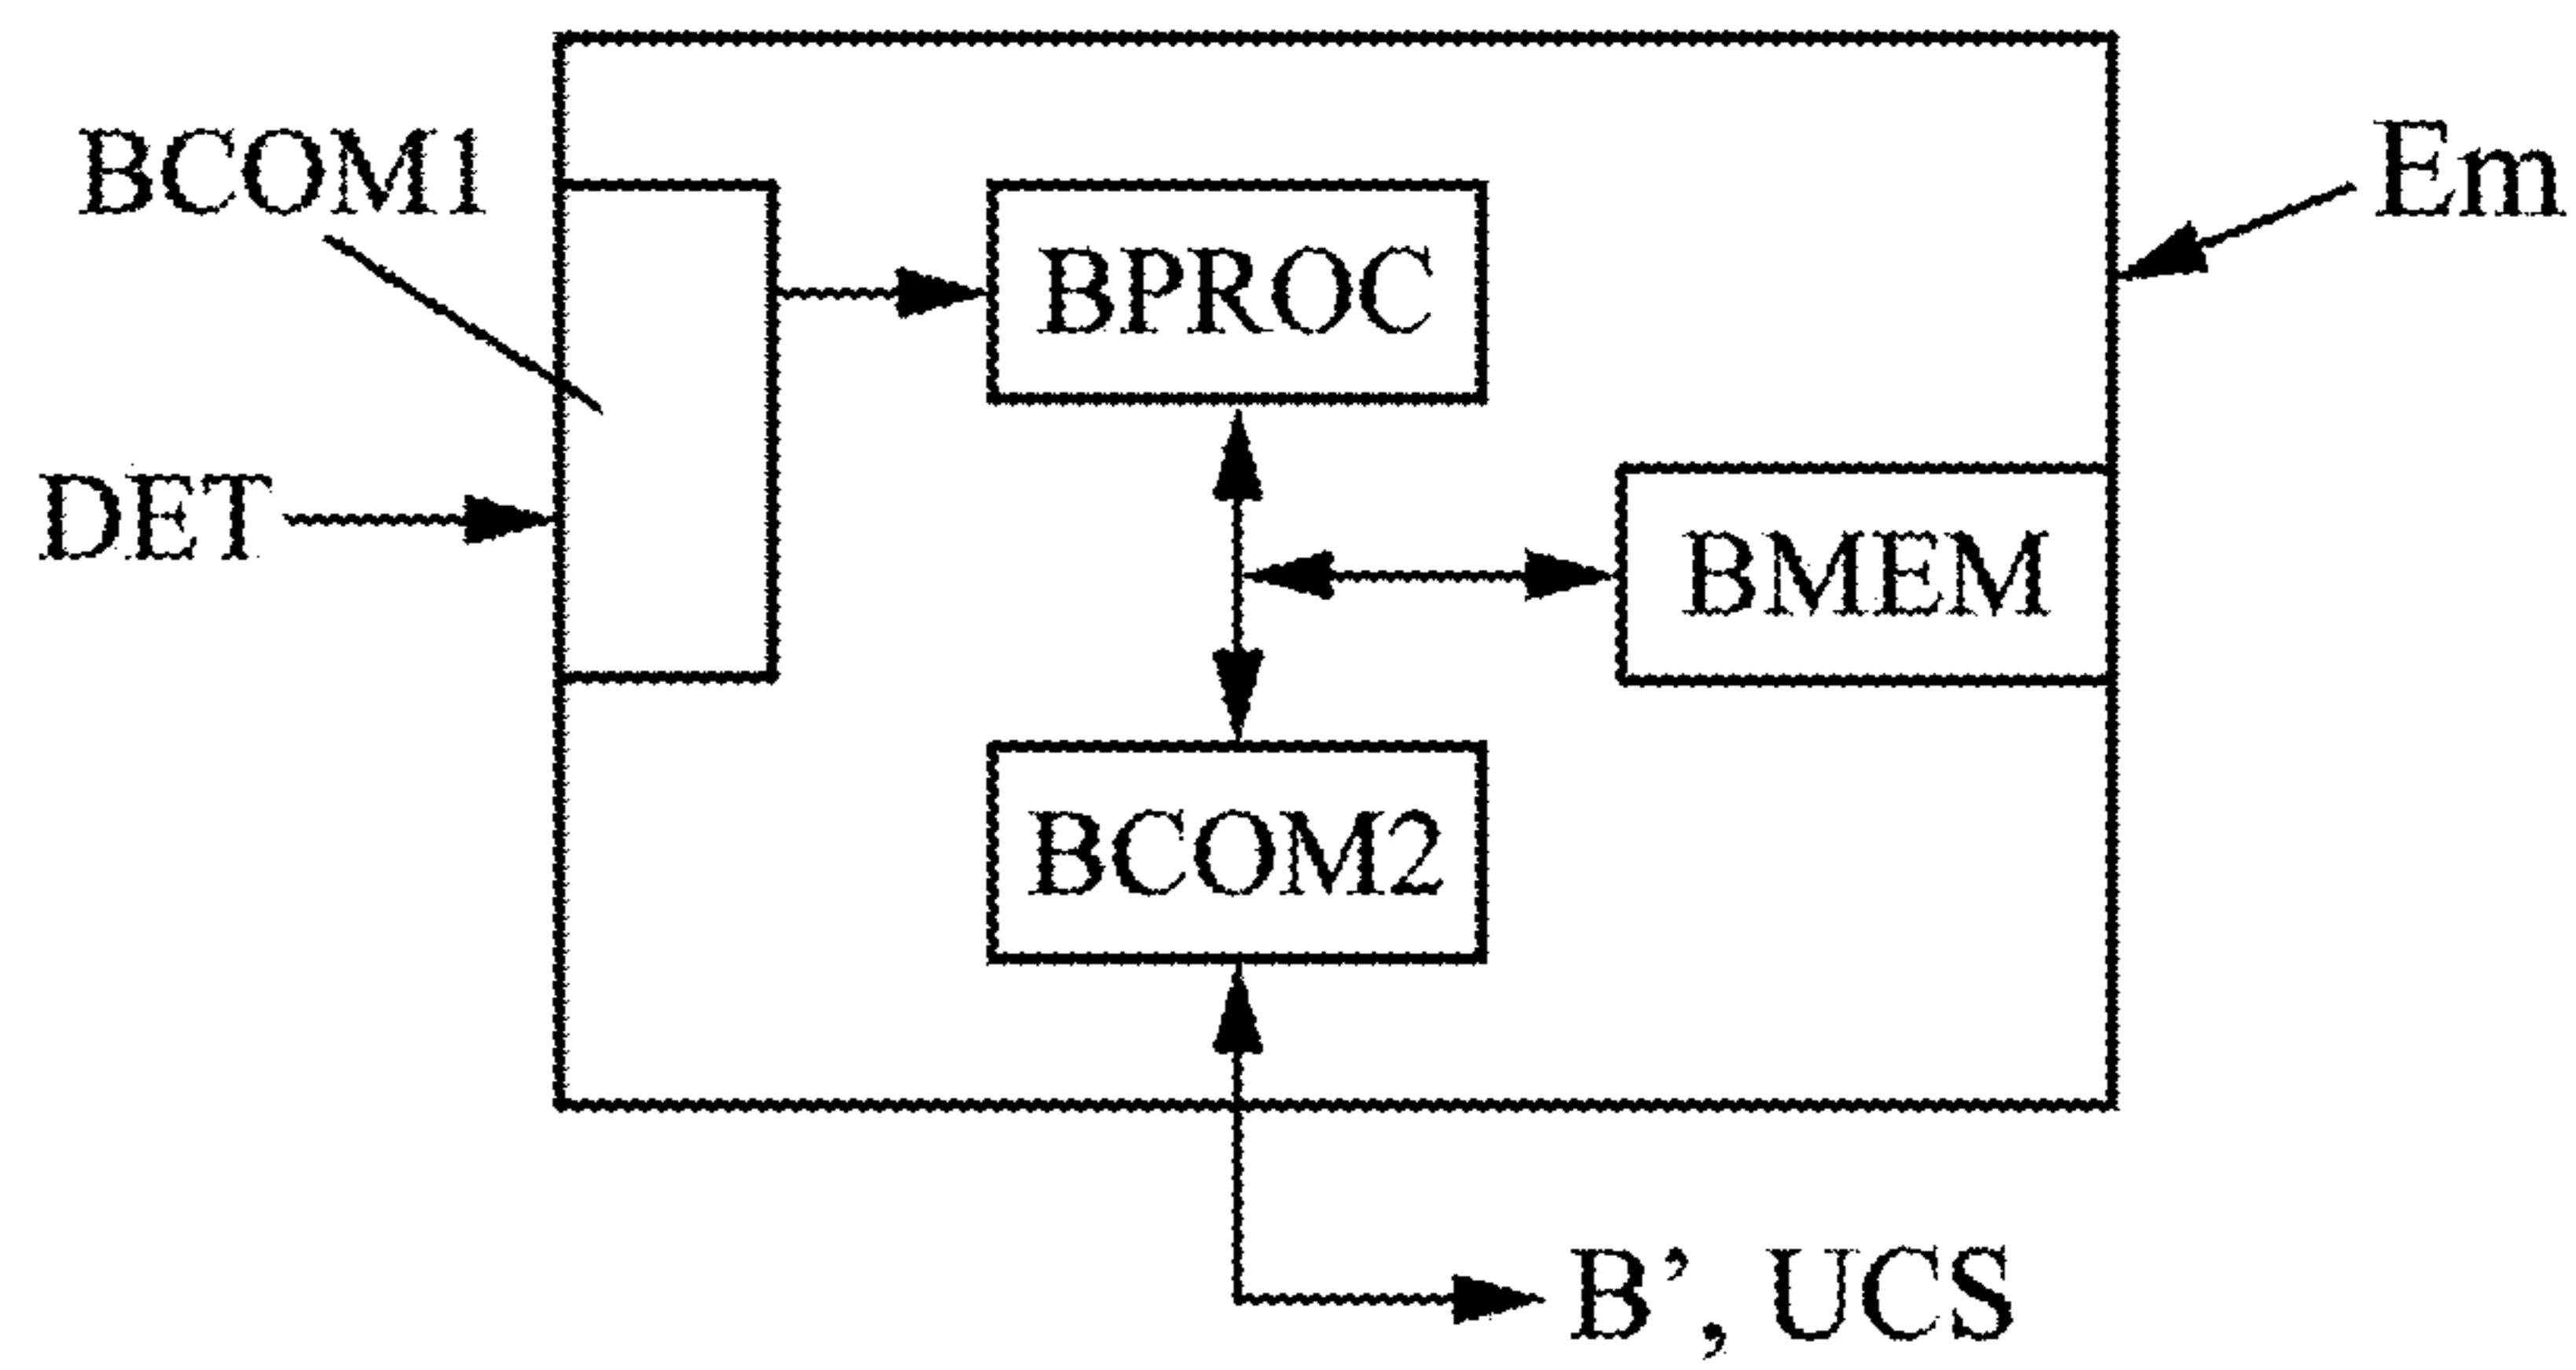 BCOM1
Em
BPROC
DET
BMEM
BCOM2
B’, UCS